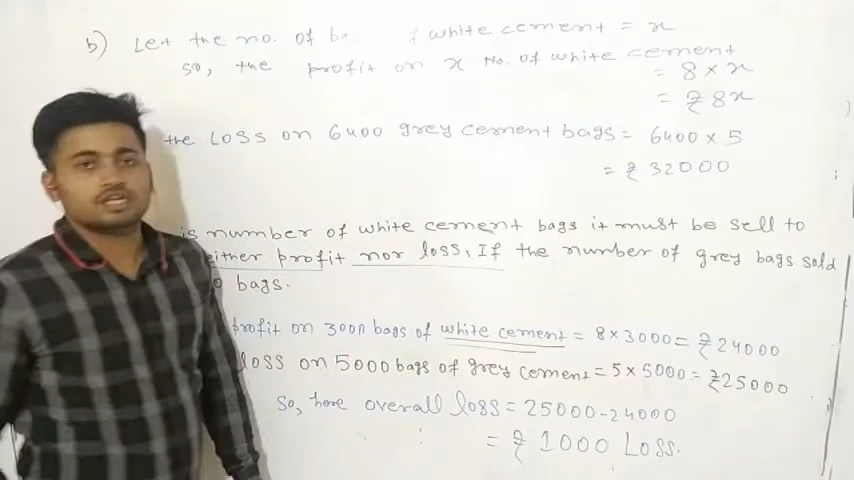 b) Let the no. of white cement = x
so, the profit on x No. of white cement
= 8 × x
= ₹ 8x
the Loss on 6400 grey cement bags = 6400 × 5
= ₹ 32000
is number of white cement bags it must be sell to
either profit nor loss, If the number of grey bags sold
bags.
profit on 3000 bags of white cement = 8 × 3000 = ₹ 24000
loss on 5000 bags of grey cement = 5 × 5000 = ₹ 25000
So, here overall loss = 25000 - 24000
= ₹ 1000 Loss.